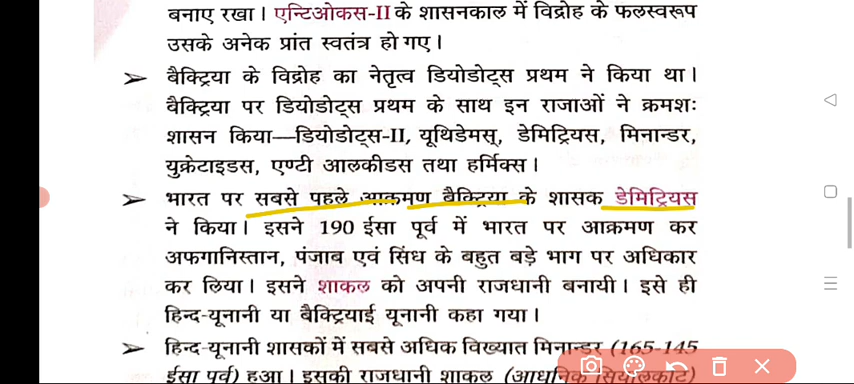 बनाए रखा। एन्टिओकस-II के शासनकाल में विद्रोह के फलस्वरूप
उसके अनेक प्रांत स्वतंत्र हो गए।
➢ बैक्ट्रिया के विद्रोह का नेतृत्व डियोडोट्स प्रथम ने किया था।
बैक्ट्रिया पर डियोडोट्स प्रथम के साथ इन राजाओं ने क्रमशः
शासन किया—डियोडोट्स-II, यूथिडेमस्, डेमिट्रियस, मिनान्डर,
युक्रेटाइडस, एण्टी आलकीडस तथा हर्मिक्स।
➢ भारत पर सबसे पहले आक्रमण बैक्ट्रिया के शासक डेमिट्रियस
ने किया। इसने 190 ईसा पूर्व में भारत पर आक्रमण कर
अफगानिस्तान, पंजाब एवं सिंध के बहुत बड़े भाग पर अधिकार
कर लिया। इसने शाकल को अपनी राजधानी बनायी। इसे ही
हिन्द-यूनानी या बैक्ट्रियाई यूनानी कहा गया।
➢ हिन्द-यूनानी शासकों में सबसे अधिक विख्यात मिनान्डर (165-145
ईसा पूर्व) हुआ। इसकी राजधानी शाकल (आधुनिक सियालकोट)